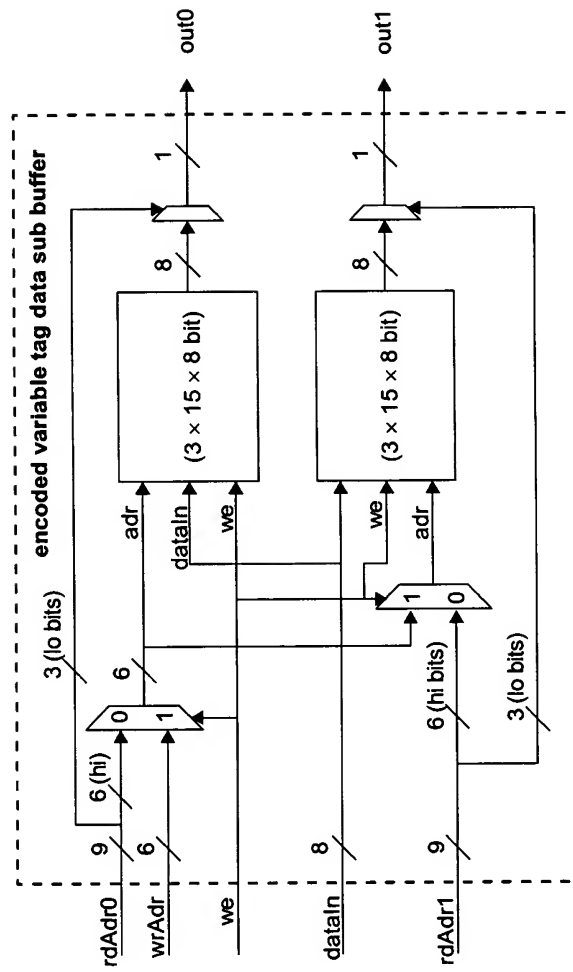 encoded variable tag data sub buffer
3 (lo bits)
rdAdr0
9
6 (hi)
0
1
6
adr
(3 × 15 × 8 bit)
8
1
out0
wrAdr
6
dataIn
we
we
dataIn
8
1
0
we
adr
(3 × 15 × 8 bit)
8
1
out1
rdAdr1
9
6 (hi bits)
3 (lo bits)